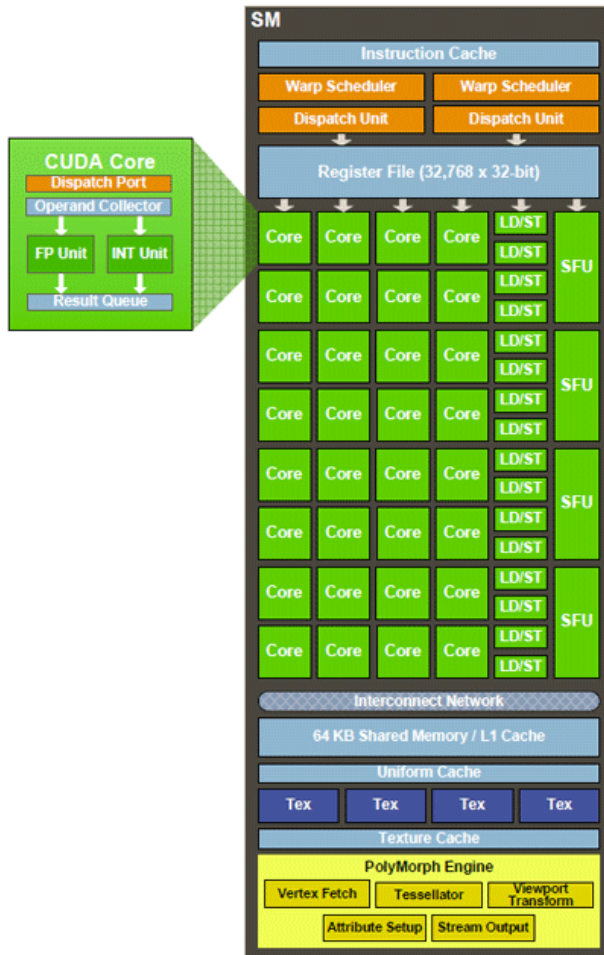 SM
Instruction Cache
Warp Scheduler Warp Scheduler
Dispatch Unit Dispatch Unit
Register File (32,768 x 32-bit)
CUDA Core
Dispatch Port
Operand Collector
FP Unit INT Unit
Result Queue
Core Core Core Core LD/ST LD/ST SFU
Core Core Core Core LD/ST LD/ST
Core Core Core Core LD/ST LD/ST SFU
Core Core Core Core LD/ST LD/ST
Core Core Core Core LD/ST LD/ST SFU
Core Core Core Core LD/ST LD/ST
Core Core Core Core LD/ST LD/ST SFU
Core Core Core Core LD/ST LD/ST
Interconnect Network
64 KB Shared Memory / L1 Cache
Uniform Cache
Tex Tex Tex Tex
Texture Cache
PolyMorph Engine
Vertex Fetch Tessellator Viewport
Transform
Attribute Setup Stream Output